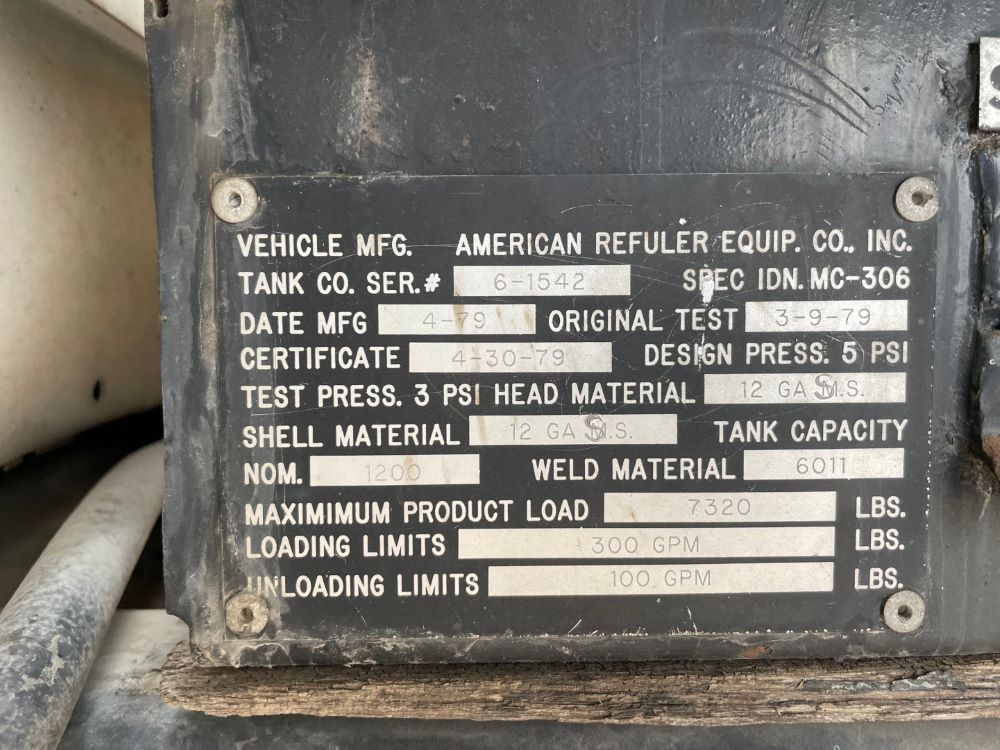 VEHICLE MFG. AMERICAN REFULER EQUIP. CO., INC.
TANK CO. SER.# 6-1542 SPEC IDN. MC-306
DATE MFG 4-79 ORIGINAL TEST 3-9-79
CERTIFICATE 4-30-79 DESIGN PRESS. 5 PSI
TEST PRESS. 3 PSI HEAD MATERIAL 12 GA M.S.
SHELL MATERIAL 12 GA M.S. TANK CAPACITY
NOM. 1200 WELD MATERIAL 6011
MAXIMIMUM PRODUCT LOAD 7320 LBS.
LOADING LIMITS 300 GPM LBS.
UNLOADING LIMITS 100 GPM LBS.